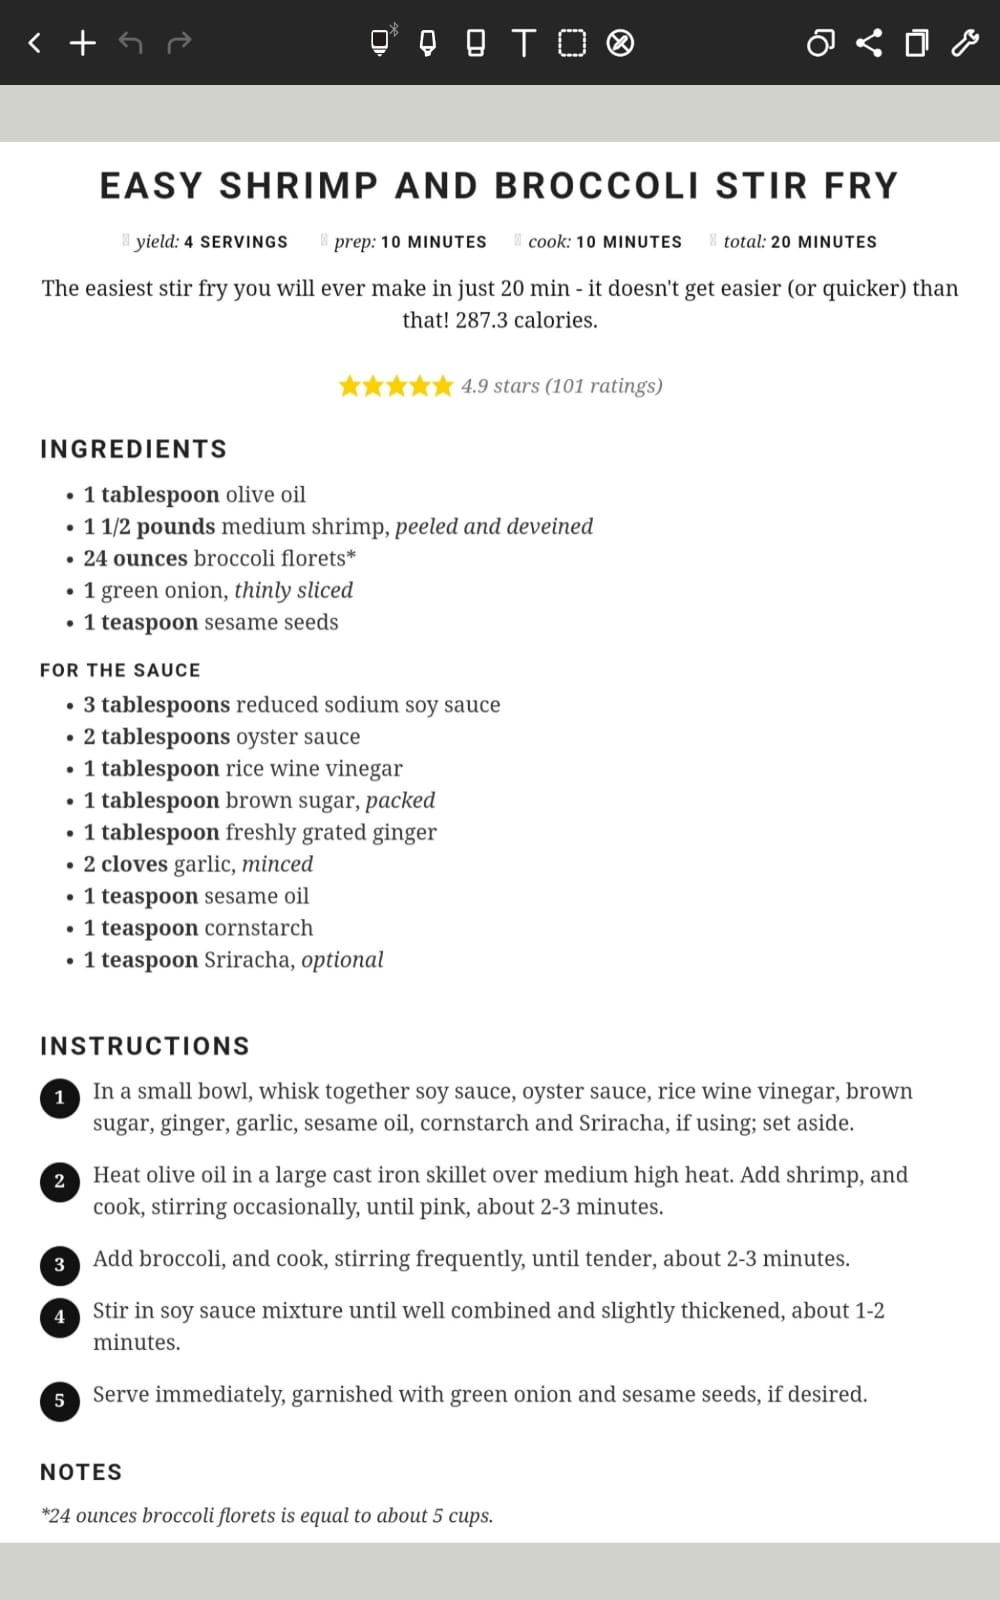 EASY SHRIMP AND BROCCOLI STIR FRY
yield: 4 SERVINGS prep: 10 MINUTES cook: 10 MINUTES total: 20 MINUTES
The easiest stir fry you will ever make in just 20 min - it doesn't get easier (or quicker) than
that! 287.3 calories.
4.9 stars (101 ratings)
INGREDIENTS
• 1 tablespoon olive oil
• 1 1/2 pounds medium shrimp, peeled and deveined
• 24 ounces broccoli florets*
• 1 green onion, thinly sliced
• 1 teaspoon sesame seeds
FOR THE SAUCE
• 3 tablespoons reduced sodium soy sauce
• 2 tablespoons oyster sauce
• 1 tablespoon rice wine vinegar
• 1 tablespoon brown sugar, packed
• 1 tablespoon freshly grated ginger
• 2 cloves garlic, minced
• 1 teaspoon sesame oil
• 1 teaspoon cornstarch
• 1 teaspoon Sriracha, optional
INSTRUCTIONS
1 In a small bowl, whisk together soy sauce, oyster sauce, rice wine vinegar, brown
sugar, ginger, garlic, sesame oil, cornstarch and Sriracha, if using; set aside.
2 Heat olive oil in a large cast iron skillet over medium high heat. Add shrimp, and
cook, stirring occasionally, until pink, about 2-3 minutes.
3 Add broccoli, and cook, stirring frequently, until tender, about 2-3 minutes.
4 Stir in soy sauce mixture until well combined and slightly thickened, about 1-2
minutes.
5 Serve immediately, garnished with green onion and sesame seeds, if desired.
NOTES
*24 ounces broccoli florets is equal to about 5 cups.